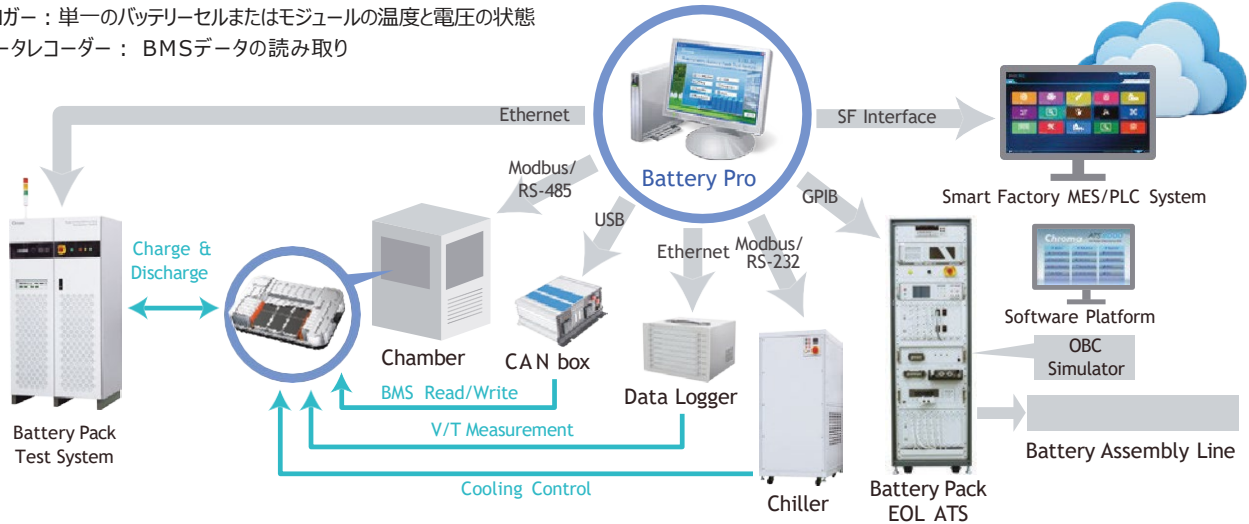 ロガー：単一のバッテリーセルまたはモジュールの温度と電圧の状態
ータレコーダー： BMSデータの読み取り
Ethernet
SF Interface
Modbus/
RS-485
Battery Pro
GPIB
Smart Factory MES/PLC System
USB
Charge &
Discharge
Ethernet
Modbus/
RS-232
Chroma ATS
Software Platform
OBC
Simulator
Chamber
CAN box
BMS Read/Write
Data Logger
V/T Measurement
Battery Pack
Test System
Battery Assembly Line
Cooling Control
Chiller
Battery Pack
EOL ATS